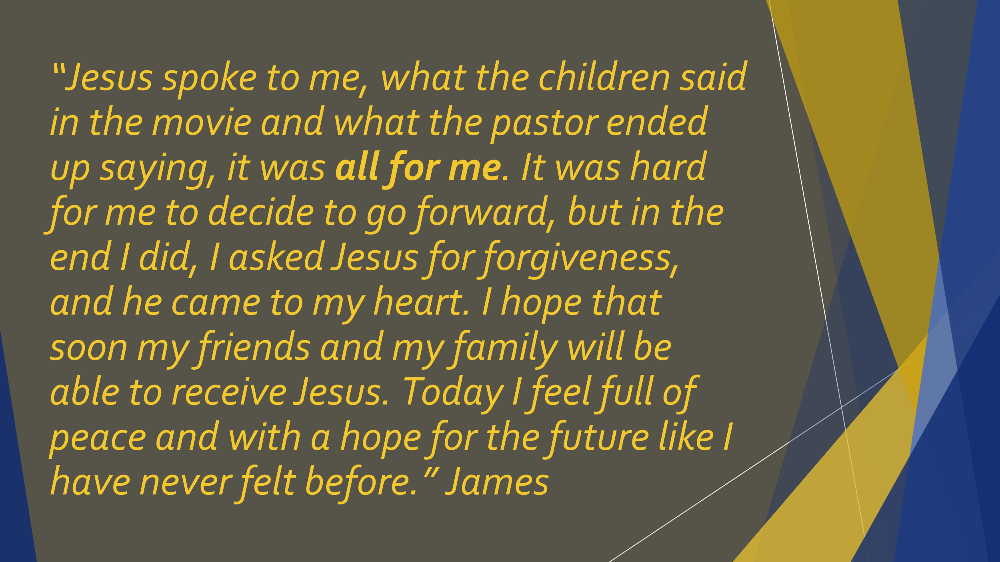 “Jesus spoke to me, what the children said
in the movie and what the pastor ended
up saying, it was all for me. It was hard
for me to decide to go forward, but in the
end I did, I asked Jesus for forgiveness,
and he came to my heart. I hope that
soon my friends and my family will be
able to receive Jesus. Today I feel full of
peace and with a hope for the future like I
have never felt before.” James